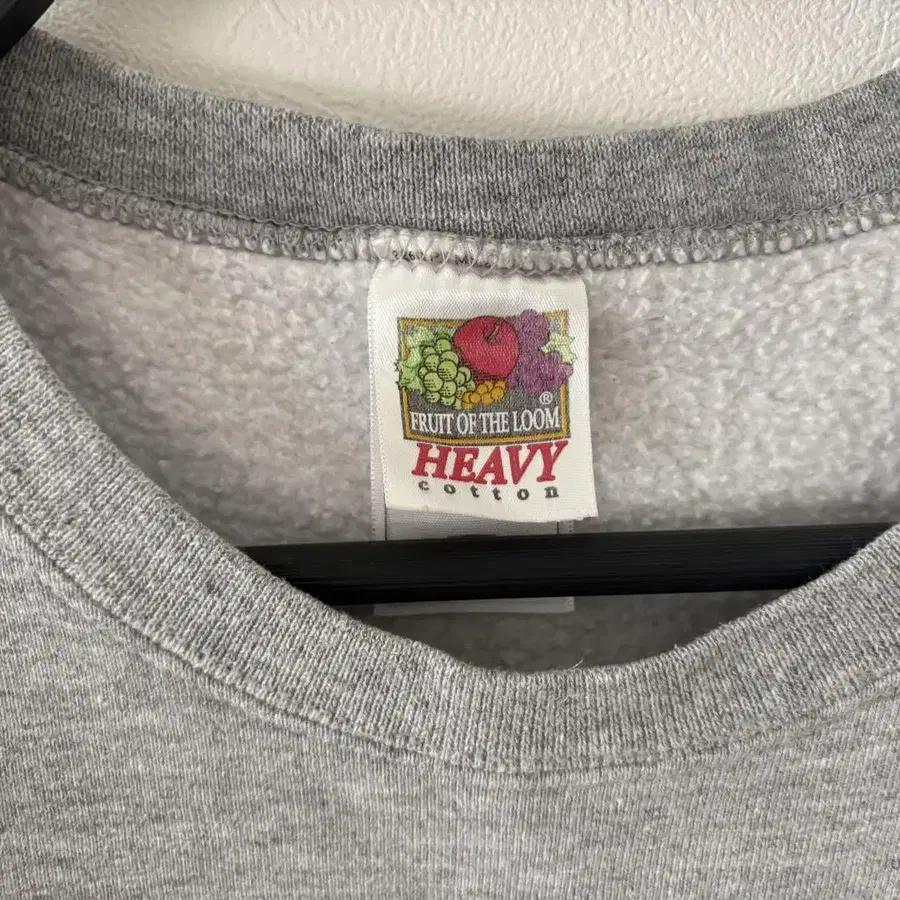 ®
FRUIT OF THE LOOM
HEAVY
cotton